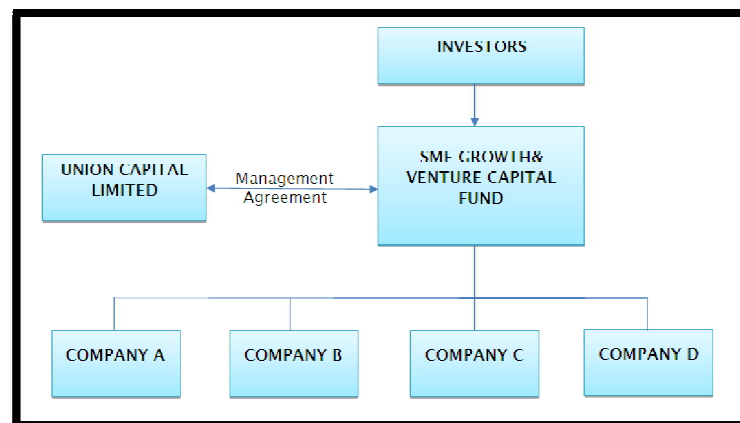 INVESTORS
SME GROWTH&
VENTURE CAPITAL
FUND
UNION CAPITAL
LIMITED
Management
Agreement
COMPANY A
COMPANY B
COMPANY C
COMPANY D